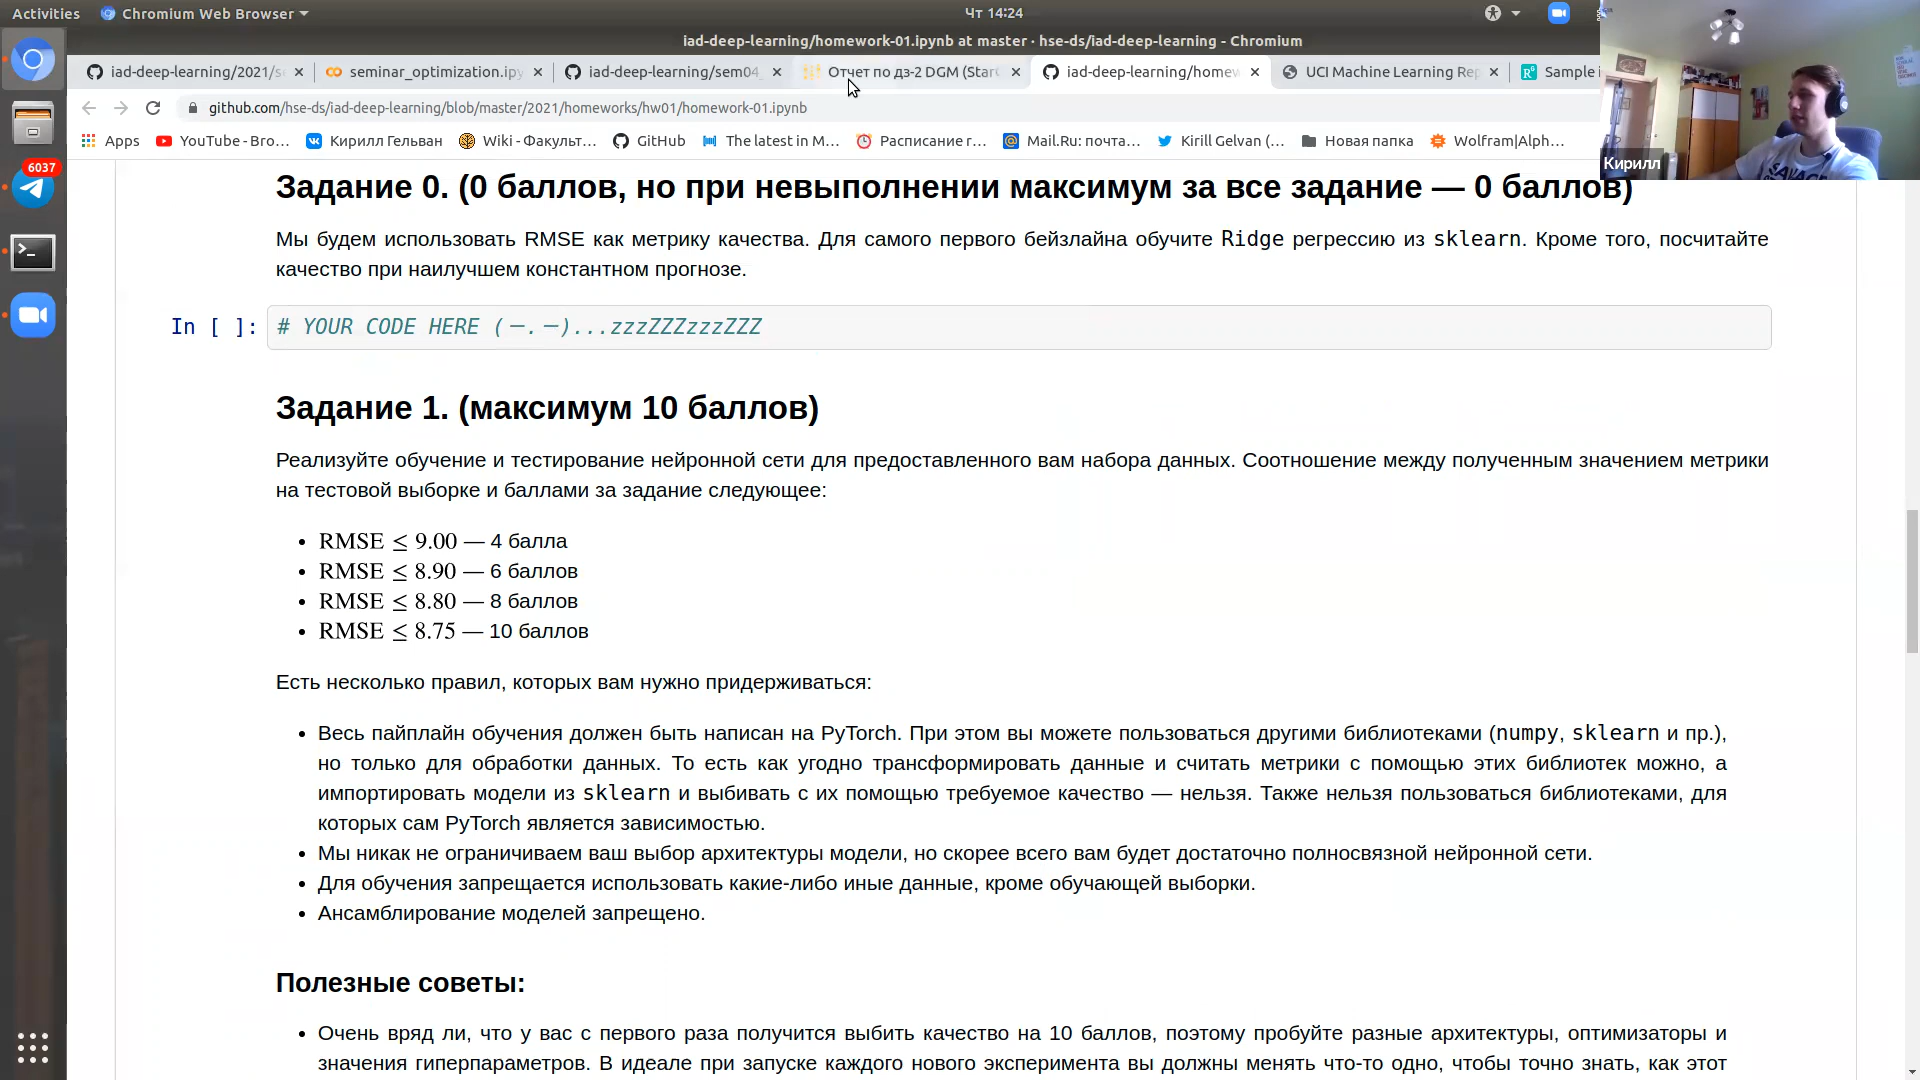 Activities
Chromium Web Browser
Чт 14:24
iad-deep-learning/homework-01.ipynb at master · hse-ds/iad-deep-learning - Chromium
iad-deep-learning/2021/se
seminar_optimization.ipy
iad-deep-learning/sem04_
Отчет по дз-2 DGM (Star
iad-deep-learning/homew
UCI Machine Learning Rep
Sample i
github.com/hse-ds/iad-deep-learning/blob/master/2021/homeworks/hw01/homework-01.ipynb
Apps
YouTube - Bro...
Кирилл Гельван
Wiki - Факульт...
GitHub
The latest in M...
Расписание г...
Mail.Ru: почта...
Kirill Gelvan (...
Новая папка
Wolfram|Alph...
Кирилл
6037
Задание 0. (0 баллов, но при невыполнении максимум за все задание — 0 баллов)
Мы будем использовать RMSE как метрику качества. Для самого первого бейзлайна обучите Ridge регрессию из sklearn. Кроме того, посчитайте
качество при наилучшем константном прогнозе.
In [ ]: # YOUR CODE HERE (－.－)...zzzZZZzzzZZZ
Задание 1. (максимум 10 баллов)
Реализуйте обучение и тестирование нейронной сети для предоставленного вам набора данных. Соотношение между полученным значением метрики
на тестовой выборке и баллами за задание следующее:
• RMSE ≤ 9.00 — 4 балла
• RMSE ≤ 8.90 — 6 баллов
• RMSE ≤ 8.80 — 8 баллов
• RMSE ≤ 8.75 — 10 баллов
Есть несколько правил, которых вам нужно придерживаться:
• Весь пайплайн обучения должен быть написан на PyTorch. При этом вы можете пользоваться другими библиотеками (numpy, sklearn и пр.),
но только для обработки данных. То есть как угодно трансформировать данные и считать метрики с помощью этих библиотек можно, а
импортировать модели из sklearn и выбивать с их помощью требуемое качество — нельзя. Также нельзя пользоваться библиотеками, для
которых сам PyTorch является зависимостью.
• Мы никак не ограничиваем ваш выбор архитектуры модели, но скорее всего вам будет достаточно полносвязной нейронной сети.
• Для обучения запрещается использовать какие-либо иные данные, кроме обучающей выборки.
• Ансамблирование моделей запрещено.
Полезные советы:
• Очень вряд ли, что у вас с первого раза получится выбить качество на 10 баллов, поэтому пробуйте разные архитектуры, оптимизаторы и
значения гиперпараметров. В идеале при запуске каждого нового эксперимента вы должны менять что-то одно, чтобы точно знать, как этот